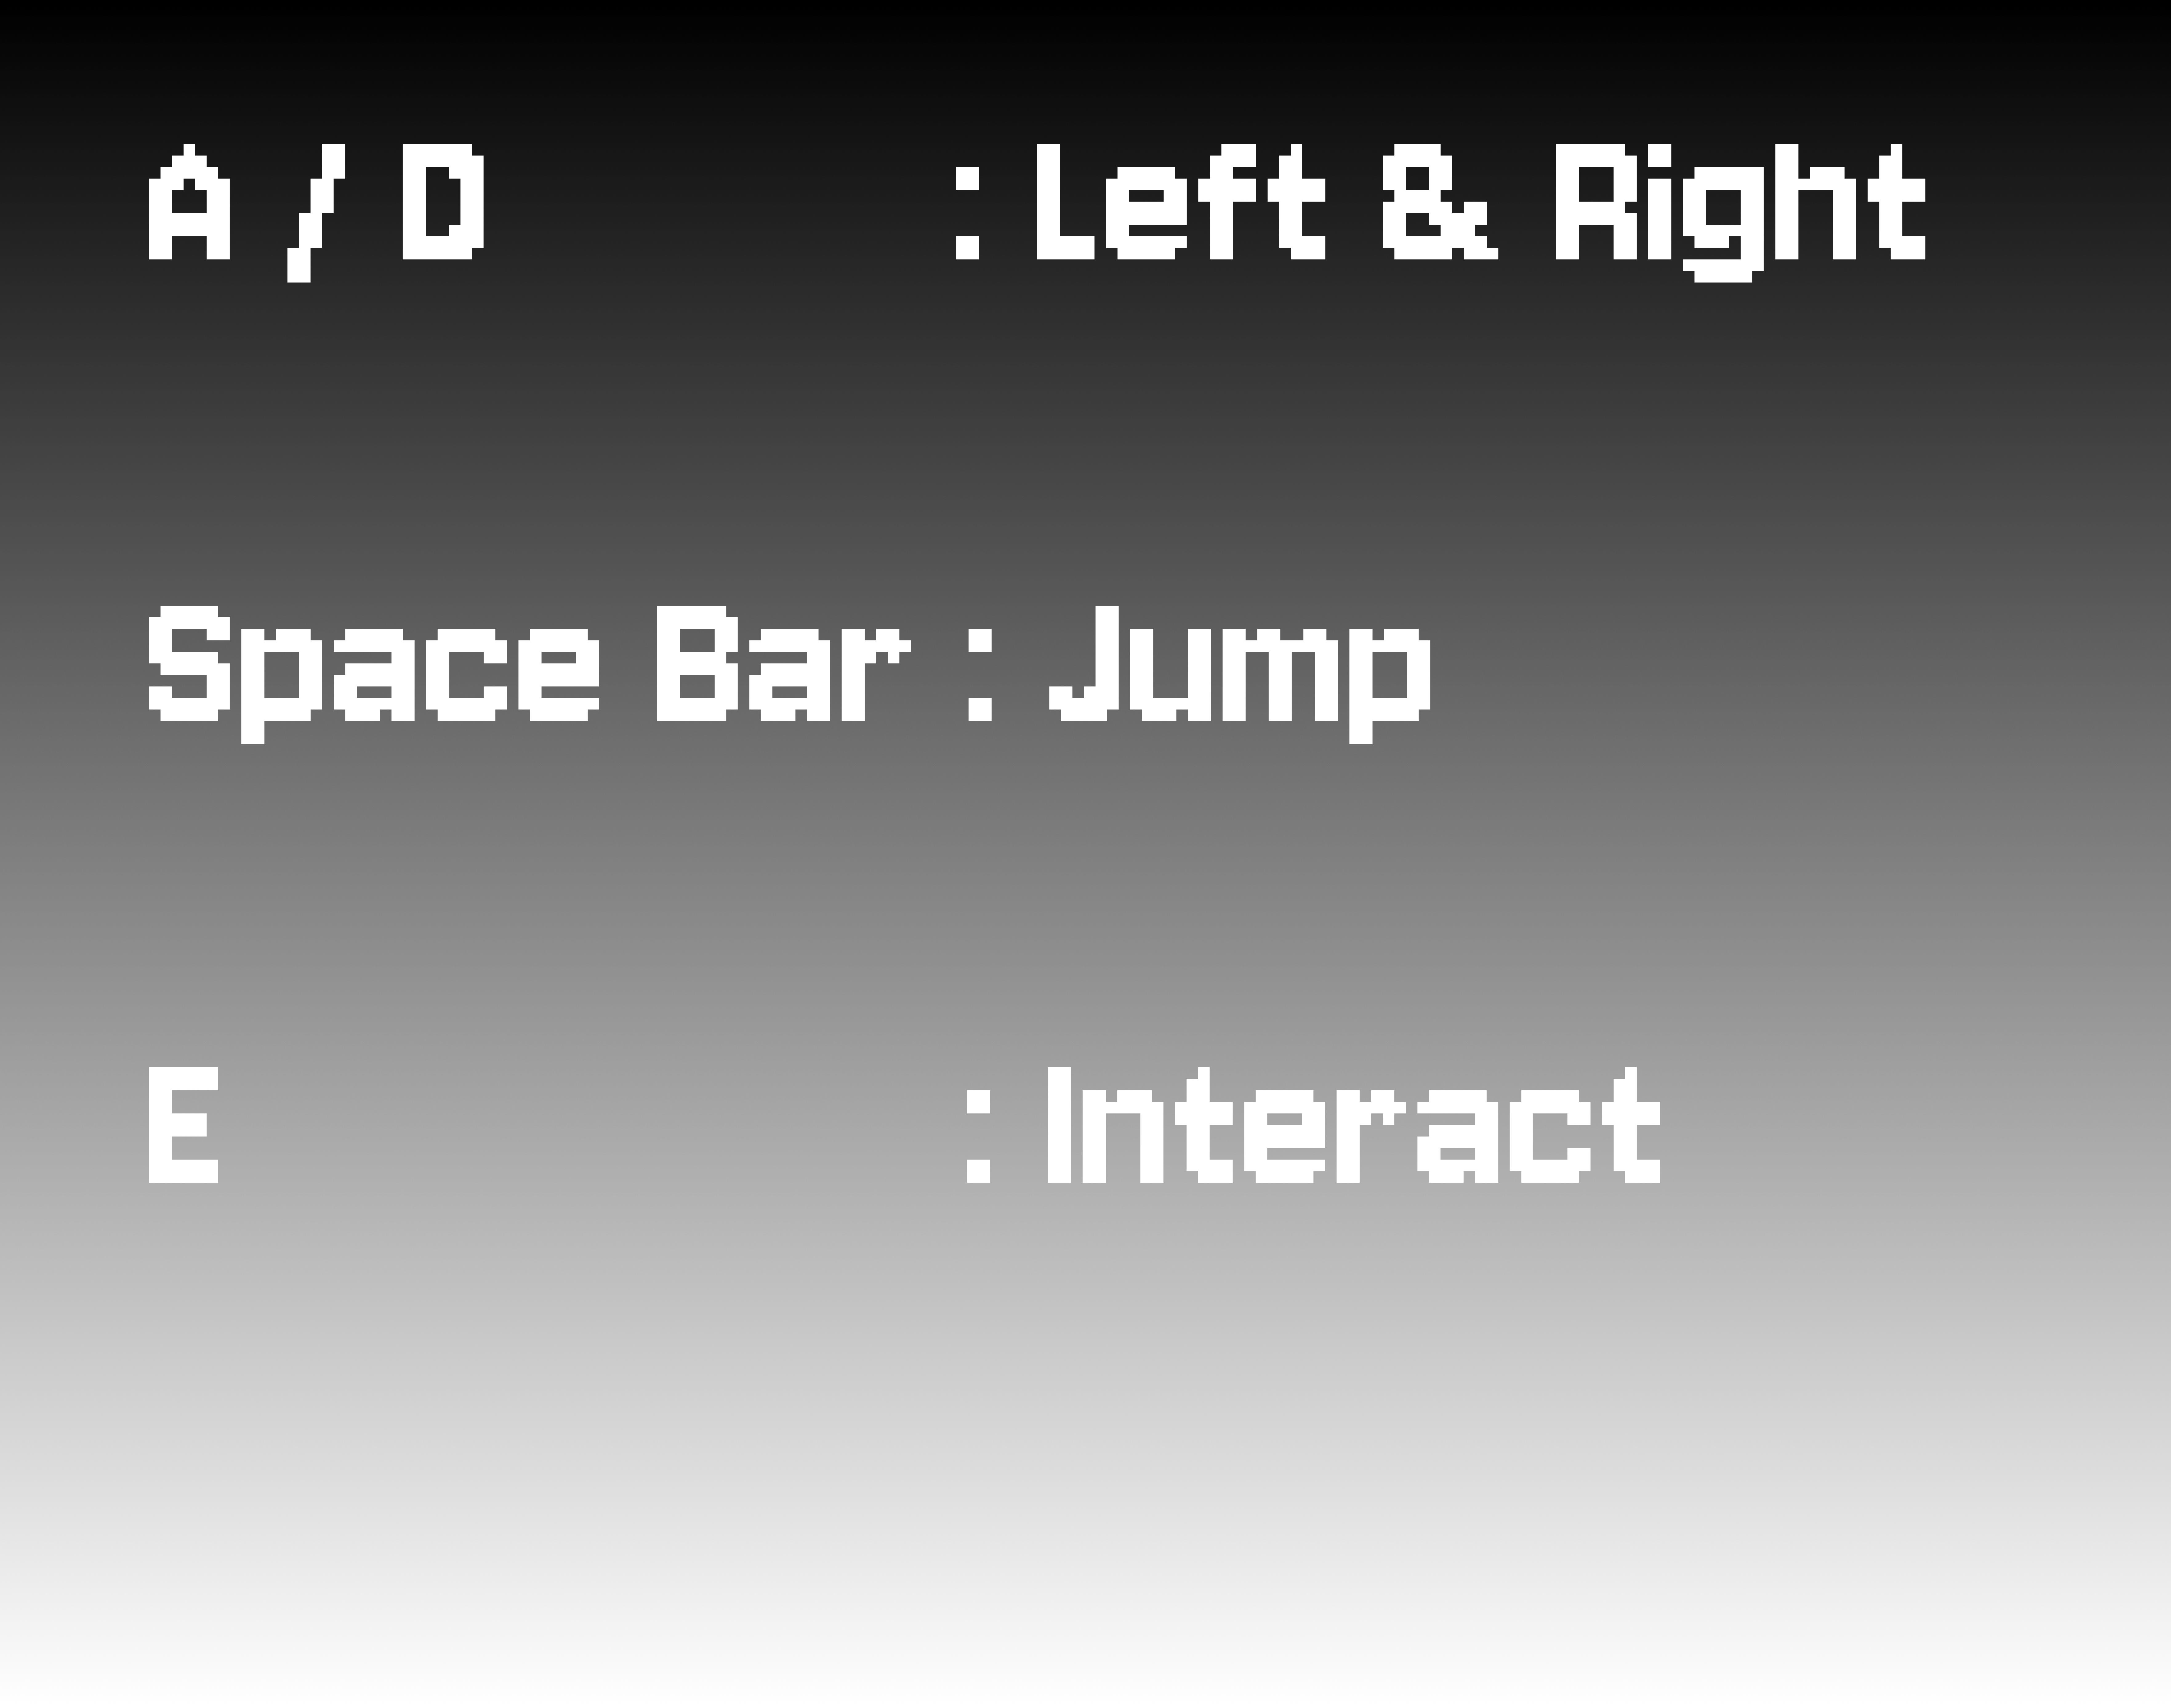 A / D : Left & Right
Space Bar : Jump
E : Interact